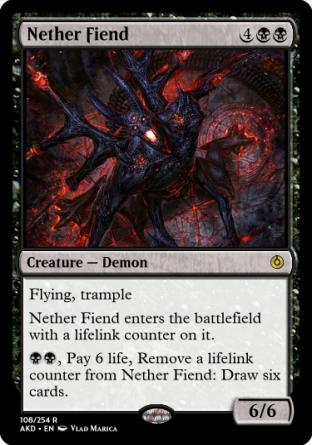 Nether Fiend 4
Creature — Demon
Flying, trample
Nether Fiend enters the battlefield
with a lifelink counter on it.
, Pay 6 life, Remove a lifelink
counter from Nether Fiend: Draw six
cards.
108/254 R
AKD • EN Vlad Marica
6/6